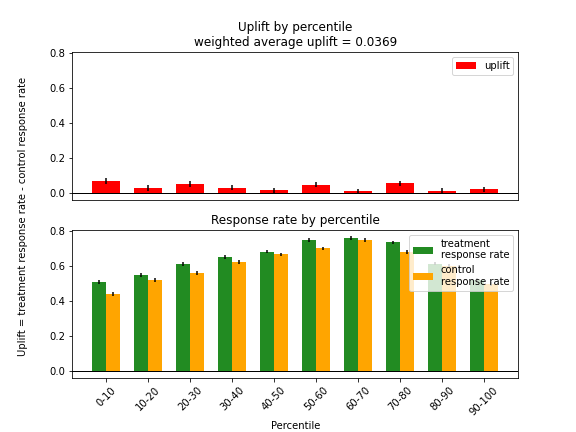 Uplift by percentile
weighted average uplift = 0.0369
0.8
0.6
0.4
0.2
0.0
uplift
Uplift = treatment response rate - control response rate
Response rate by percentile
0.8
0.6
0.4
0.2
0.0
treatment
response rate
control
response rate
0-10
10-20
20-30
30-40
40-50
50-60
60-70
70-80
80-90
90-100
Percentile